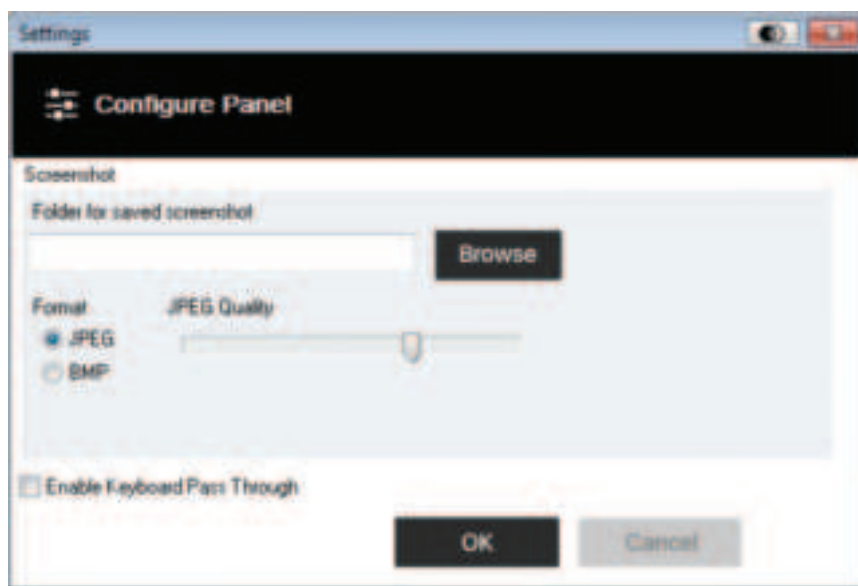 Settings
Configure Panel
Screenshot
Folder for saved screenshot
Browse
Format JPEG Quality
JPEG
BMP
Enable Keyboard Pass Through
OK Cancel